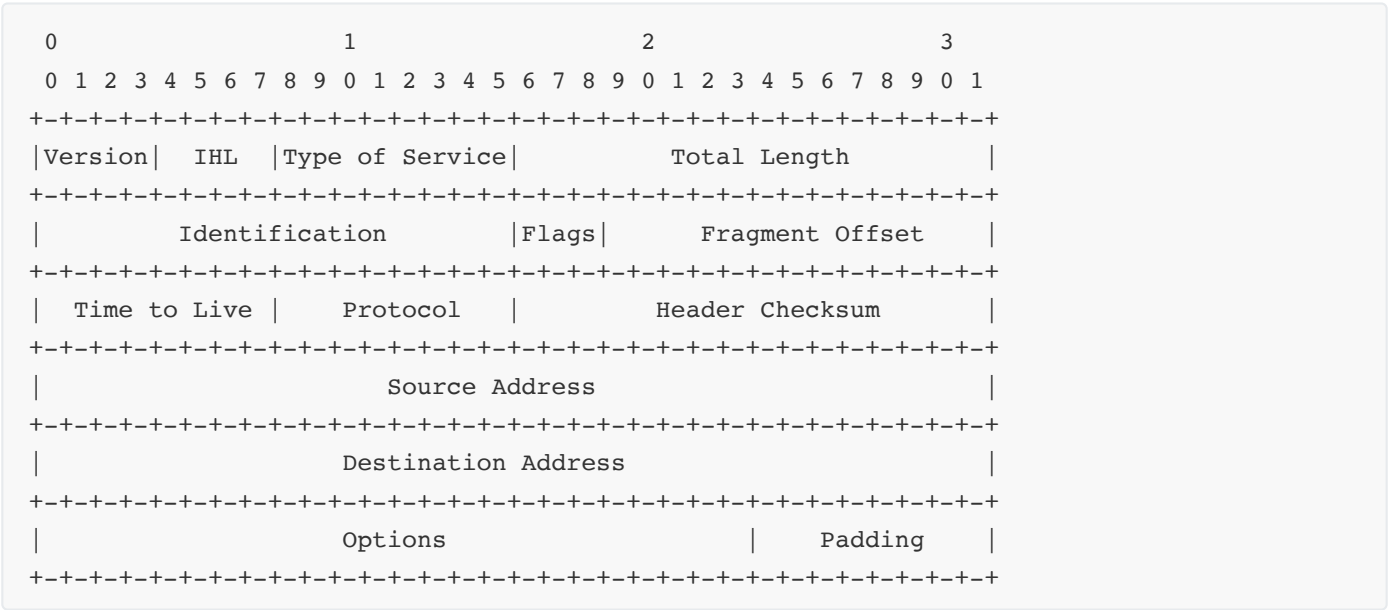 0                   1                   2                   3
 0 1 2 3 4 5 6 7 8 9 0 1 2 3 4 5 6 7 8 9 0 1 2 3 4 5 6 7 8 9 0 1
+-+-+-+-+-+-+-+-+-+-+-+-+-+-+-+-+-+-+-+-+-+-+-+-+-+-+-+-+-+-+-+-+
|Version|  IHL  |Type of Service|          Total Length         |
+-+-+-+-+-+-+-+-+-+-+-+-+-+-+-+-+-+-+-+-+-+-+-+-+-+-+-+-+-+-+-+-+
|         Identification        |Flags|      Fragment Offset    |
+-+-+-+-+-+-+-+-+-+-+-+-+-+-+-+-+-+-+-+-+-+-+-+-+-+-+-+-+-+-+-+-+
|  Time to Live |    Protocol   |         Header Checksum       |
+-+-+-+-+-+-+-+-+-+-+-+-+-+-+-+-+-+-+-+-+-+-+-+-+-+-+-+-+-+-+-+-+
|                       Source Address                          |
+-+-+-+-+-+-+-+-+-+-+-+-+-+-+-+-+-+-+-+-+-+-+-+-+-+-+-+-+-+-+-+-+
|                    Destination Address                        |
+-+-+-+-+-+-+-+-+-+-+-+-+-+-+-+-+-+-+-+-+-+-+-+-+-+-+-+-+-+-+-+-+
|                    Options                    |    Padding    |
+-+-+-+-+-+-+-+-+-+-+-+-+-+-+-+-+-+-+-+-+-+-+-+-+-+-+-+-+-+-+-+-+